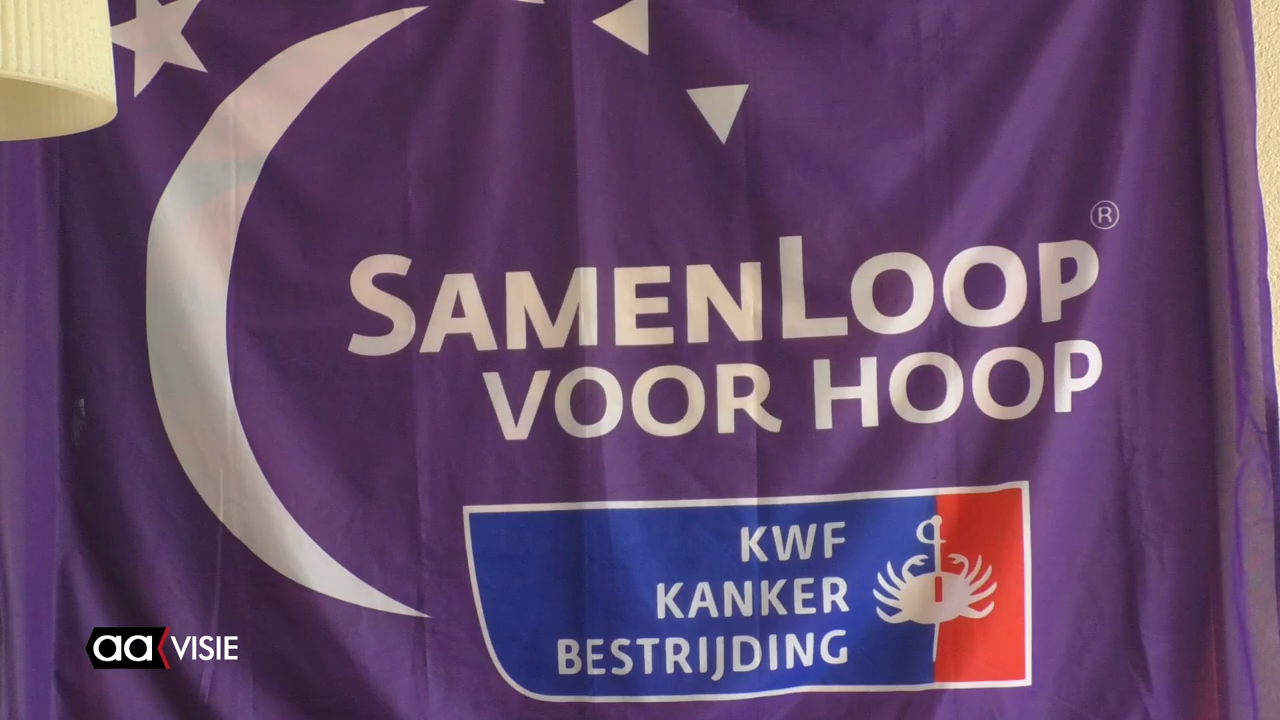 SAMENLOOP®
VOOR HOOP
KWF
KANKER
BESTRIJDING
aa VISIE